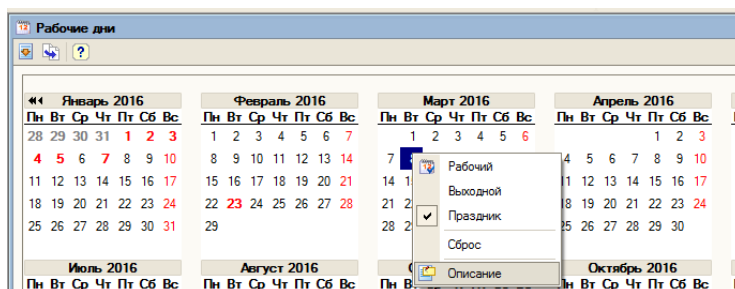 Рабочие дни
Январь 2016 Февраль 2016 Март 2016 Апрель 2016
Пн Вт Ср Чт Пт Сб Вс Пн Вт Ср Чт Пт Сб Вс Пн Вт Ср Чт Пт Сб Вс Пн Вт Ср Чт Пт Сб Вс
28 29 30 31 1 2 3 1 2 3 4 5 6 7 1 2 3 4 5 6 1 2 3
4 5 6 7 8 9 10 8 9 10 11 12 13 14 7 Рабочий 4 5 6 7 8 9 10
11 12 13 14 15 16 17 15 16 17 18 19 20 21 14 Выходной 11 12 13 14 15 16 17
18 19 20 21 22 23 24 22 23 24 25 26 27 28 21 Праздник 18 19 20 21 22 23 24
25 26 27 28 29 30 31 29 28 Сброс 25 26 27 28 29 30
Июль 2016 Август 2016 Описание Октябрь 2016
Пн Вт Ср Чт Пт Сб Вс Пн Вт Ср Чт Пт Сб Вс Пн Пн Вт Ср Чт Пт Сб Вс